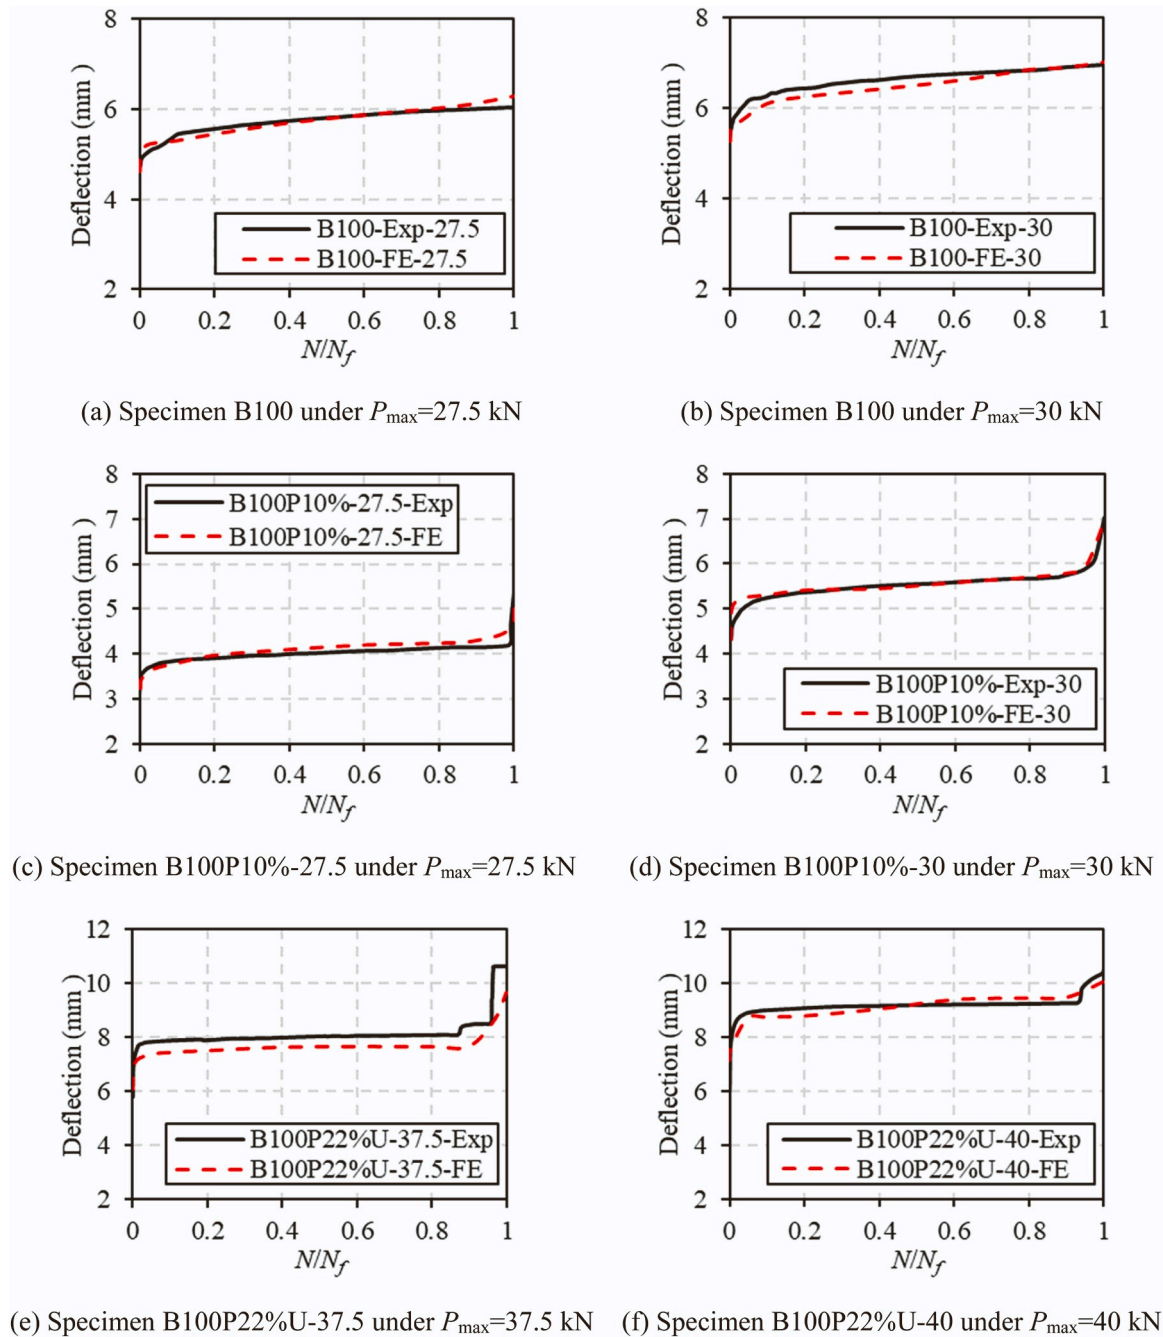 8
6
4
2
Deflection (mm )
B100-Exp-27.5
B100-FE-27.5
0 0.2 0.4 0.6 0.8 1
N/Nf
(a) Specimen B100 under Pmax=27.5 kN
8
6
4
2
Deflection (mm )
B100-Exp-30
B100-FE-30
0 0.2 0.4 0.6 0.8 1
N/Nf
(b) Specimen B100 under Pmax=30 kN
8
7
6
5
4
3
2
Deflection (mm )
B100P10%-27.5-Exp
B100P10%-27.5-FE
0 0.2 0.4 0.6 0.8 1
N/Nf
(c) Specimen B100P10%-27.5 under Pmax=27.5 kN
8
7
6
5
4
3
2
Deflection (mm )
B100P10%-Exp-30
B100P10%-FE-30
0 0.2 0.4 0.6 0.8 1
N/Nf
(d) Specimen B100P10%-30 under Pmax=30 kN
12
10
8
6
4
2
Deflection (mm )
B100P22%U-37.5-Exp
B100P22%U-37.5-FE
0 0.2 0.4 0.6 0.8 1
N/Nf
(e) Specimen B100P22%U-37.5 under Pmax=37.5 kN
12
10
8
6
4
2
Deflection (mm )
B100P22%U-40-Exp
B100P22%U-40-FE
0 0.2 0.4 0.6 0.8 1
N/Nf
(f) Specimen B100P22%U-40 under Pmax=40 kN